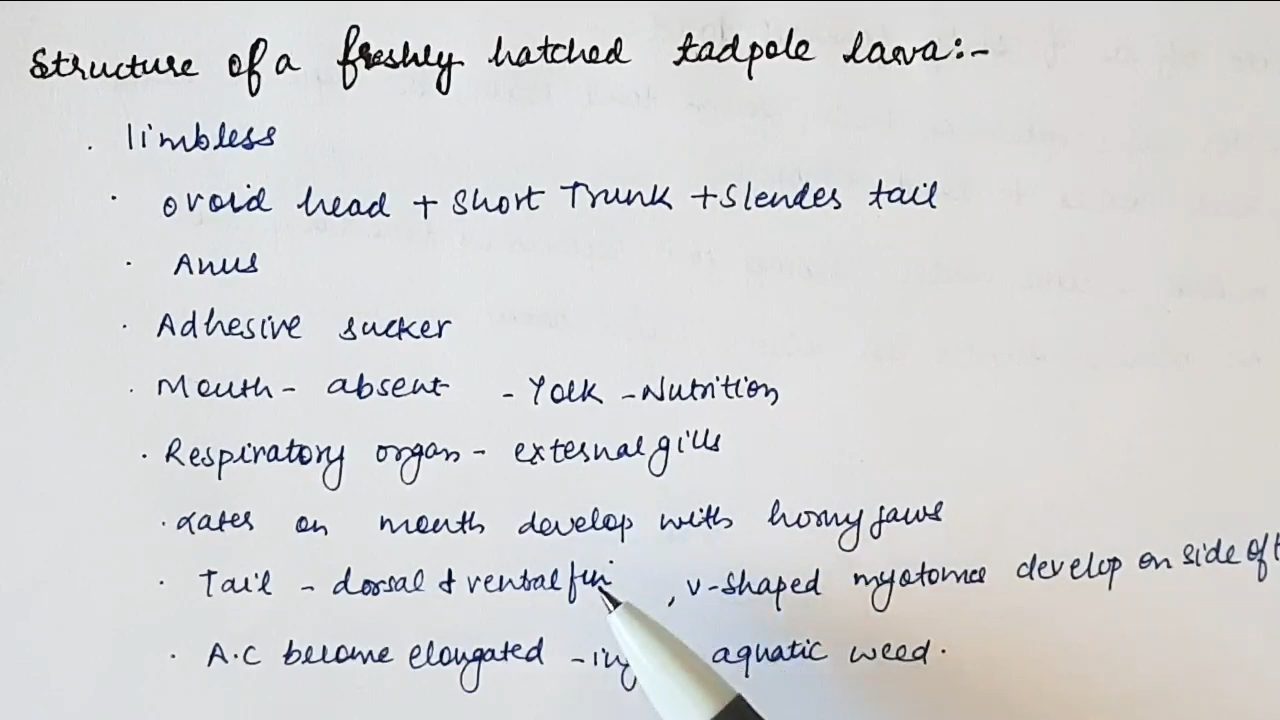 Structure of a freshly hatched tadpole larva:-
. limbless
. ovoid head + Short Trunk + Slender tail
. Anus
. Adhesive sucker
. Mouth - absent - Yolk - Nutrition
. Respiratory organ - external gills
. Later on mouth develop with horny jaws
. Tail - dorsal & ventral fin , v-shaped myotomes develop on side of
. A.C become elongated - aquatic weed.